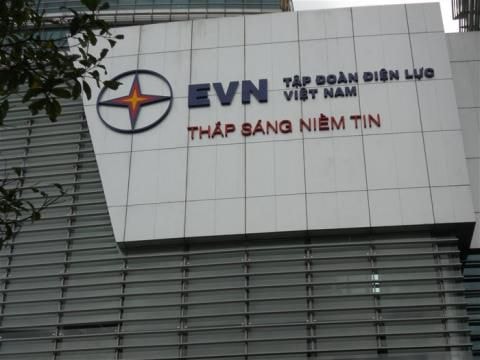 EVN TẬP ĐOÀN ĐIỆN LỰC
VIỆT NAM
THẮP SÁNG NIỀM TIN